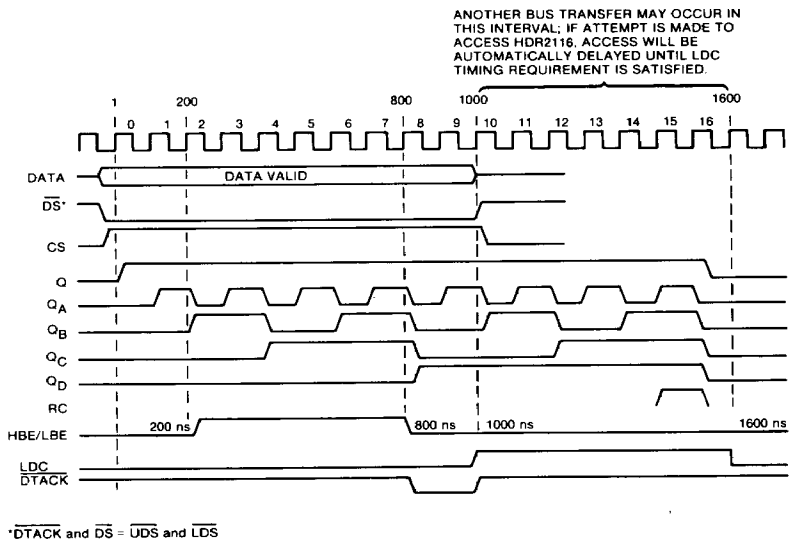 ANOTHER BUS TRANSFER MAY OCCUR IN
THIS INTERVAL; IF ATTEMPT IS MADE TO
ACCESS HDR2116, ACCESS WILL BE
AUTOMATICALLY DELAYED UNTIL LDC
TIMING REQUIREMENT IS SATISFIED.
1 200 800 1000 1600
0 1 2 3 4 5 6 7 8 9 10 11 12 13 14 15 16
DATA DATA VALID
DS*
CS
Q
QA
QB
QC
QD
RC
HBE/LBE 200 ns 800 ns 1000 ns 1600 ns
LDC
DTACK
*DTACK and DS = UDS and LDS